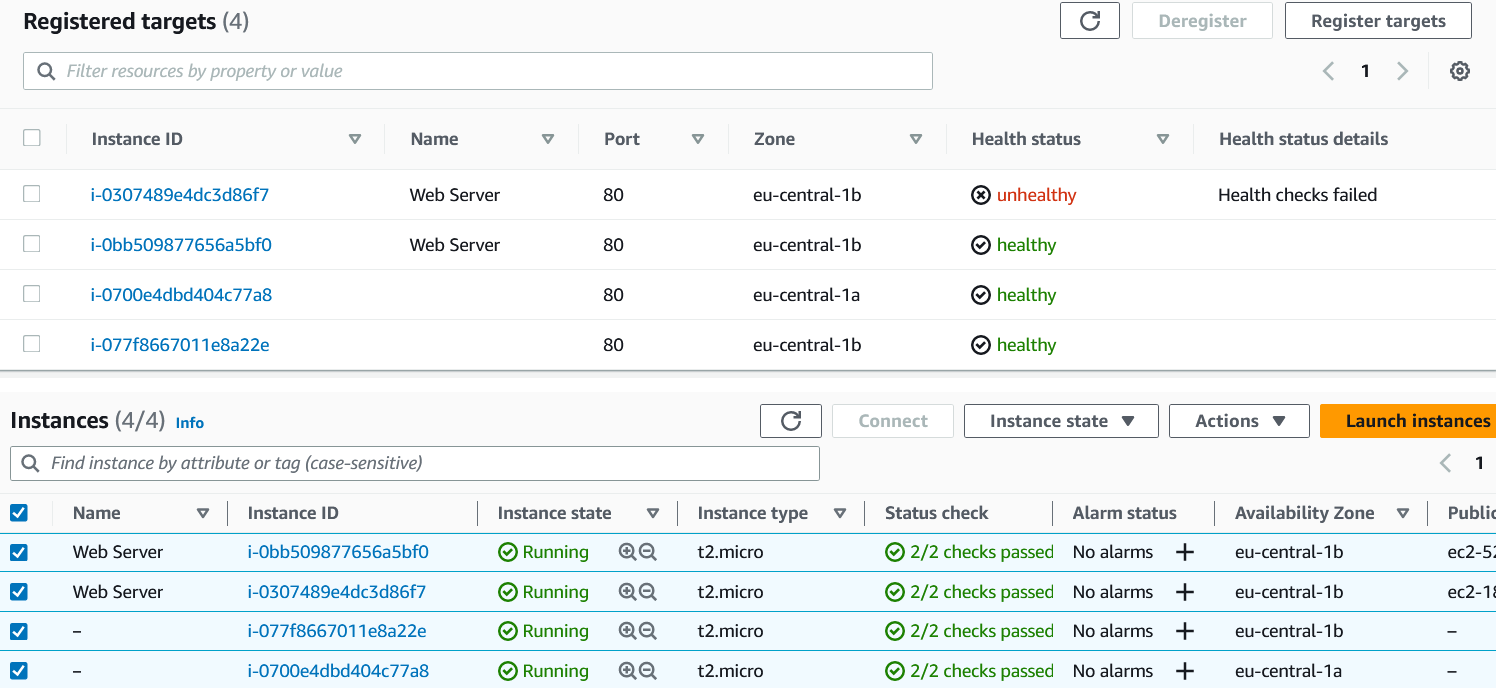 Registered targets (4)
Deregister
Register targets
Filter resources by property or value
1
Instance ID Name Port Zone Health status Health status details
i-0307489e4dc3d86f7 Web Server 80 eu-central-1b unhealthy Health checks failed
i-0bb509877656a5bf0 Web Server 80 eu-central-1b healthy
i-0700e4dbd404c77a8 80 eu-central-1a healthy
i-077f8667011e8a22e 80 eu-central-1b healthy
Instances (4/4) Info
Connect
Instance state
Actions
Launch instances
Find instance by attribute or tag (case-sensitive)
1
Name Instance ID Instance state Instance type Status check Alarm status Availability Zone Public
Web Server i-0bb509877656a5bf0 Running t2.micro 2/2 checks passed No alarms + eu-central-1b ec2-52
Web Server i-0307489e4dc3d86f7 Running t2.micro 2/2 checks passed No alarms + eu-central-1b ec2-18
– i-077f8667011e8a22e Running t2.micro 2/2 checks passed No alarms + eu-central-1b –
– i-0700e4dbd404c77a8 Running t2.micro 2/2 checks passed No alarms + eu-central-1a –